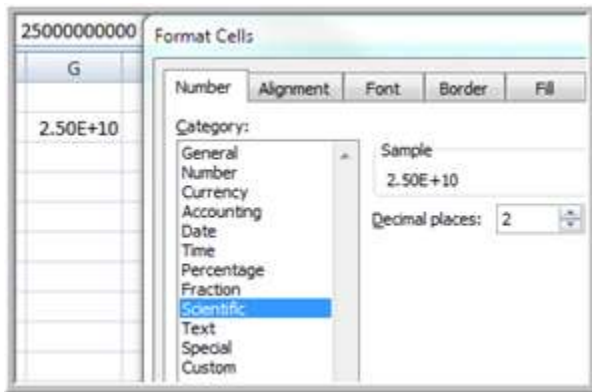 25000000000
Format Cells
G
2.50E+10
Number Alignment Font Border Fill
Category:
General
Number
Currency
Accounting
Date
Time
Percentage
Fraction
Scientific
Text
Special
Custom
Sample
2.50E+10
Decimal places: 2